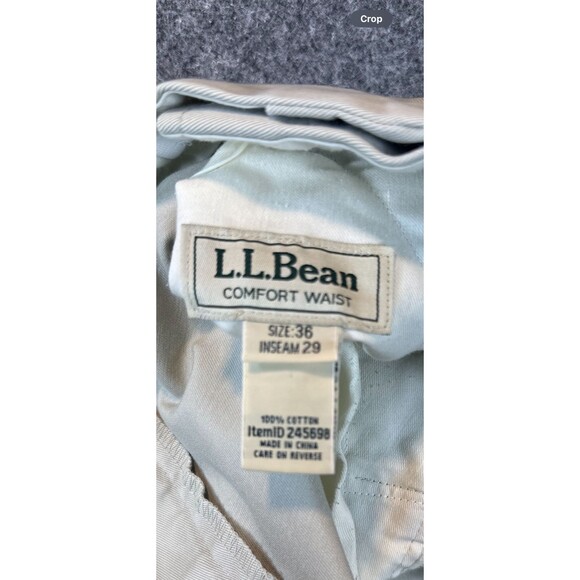 Crop
L.L.Bean
COMFORT WAIST
SIZE:36
INSEAM 29
100% COTTON
ItemID 245698
MADE IN CHINA
CARE ON REVERSE